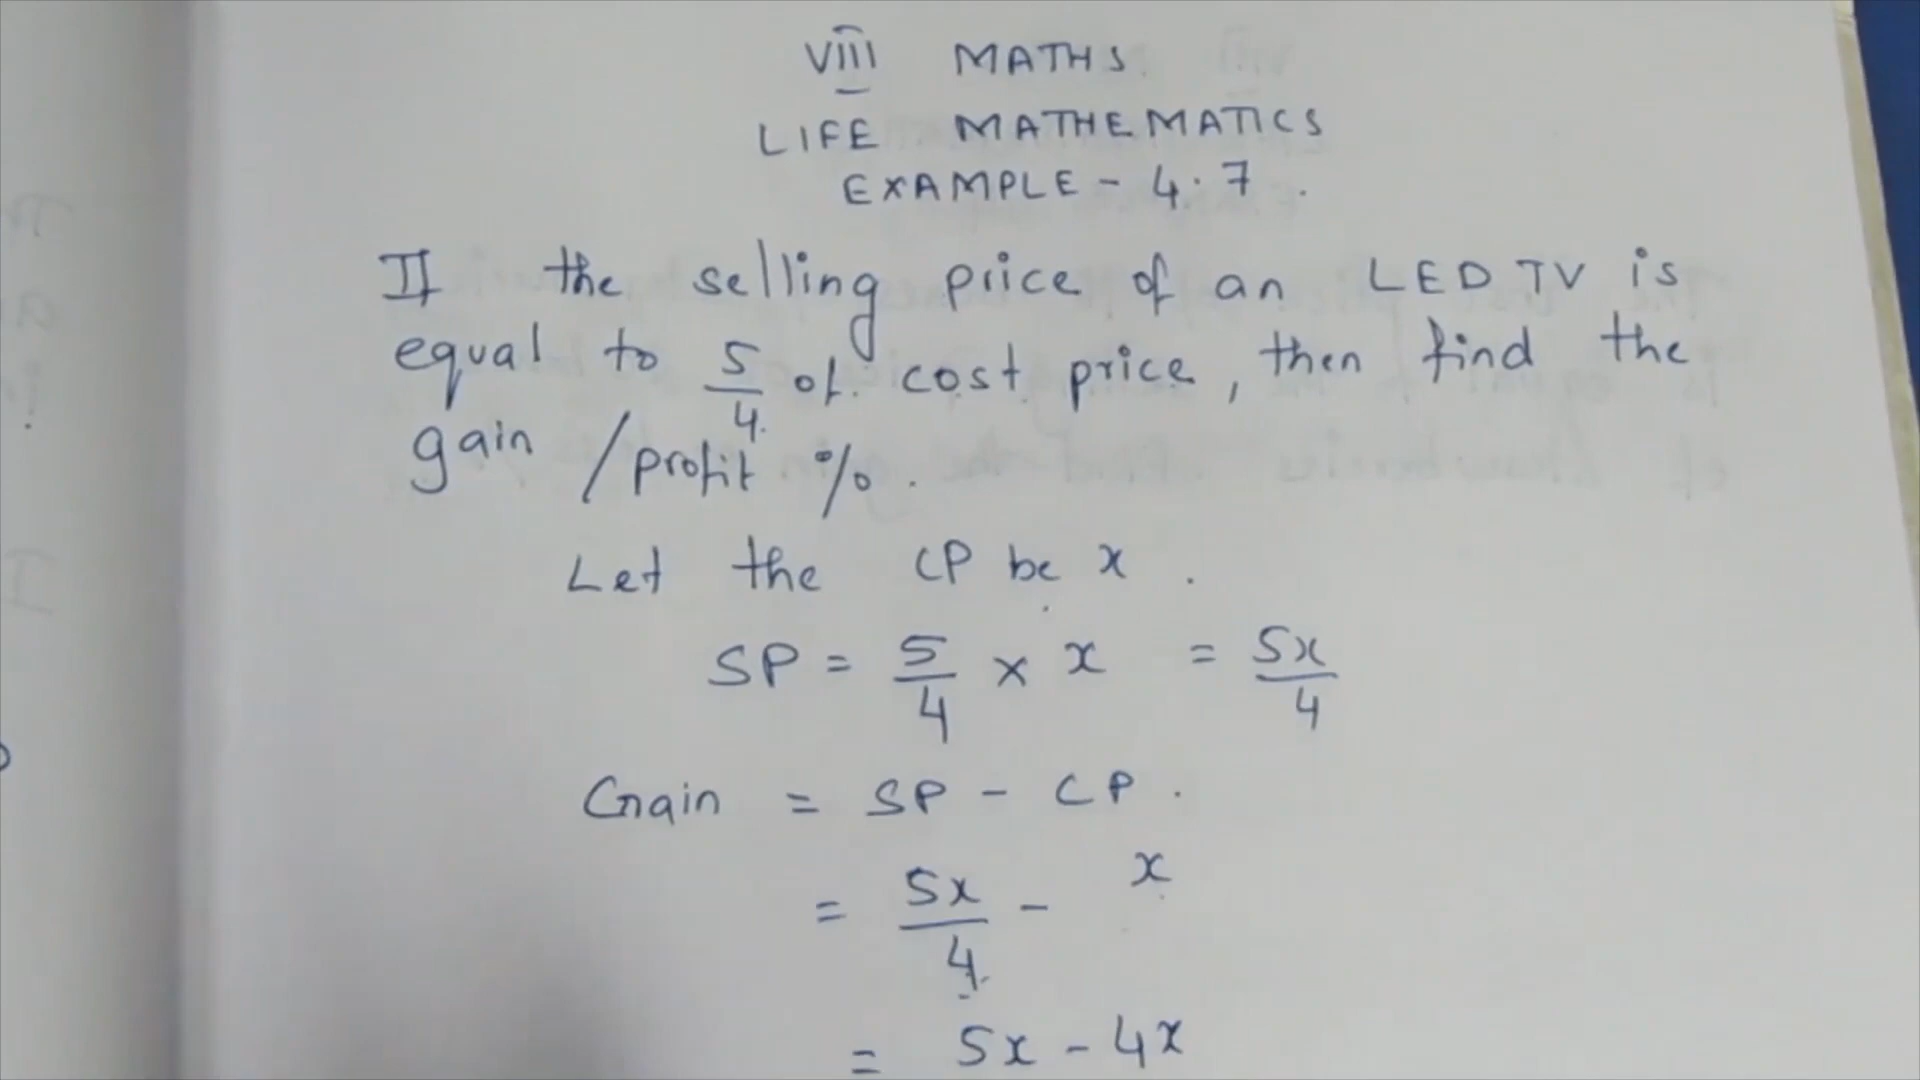 VIII MATHS
LIFE MATHEMATICS
EXAMPLE - 4.7.
If the selling price of an LED TV is
equal to 5/4 of cost price, then find the
gain / profit %.
Let the CP be x.
SP = 5/4 × x = 5x/4
Gain = SP - CP.
= 5x/4 - x
= 5x - 4x